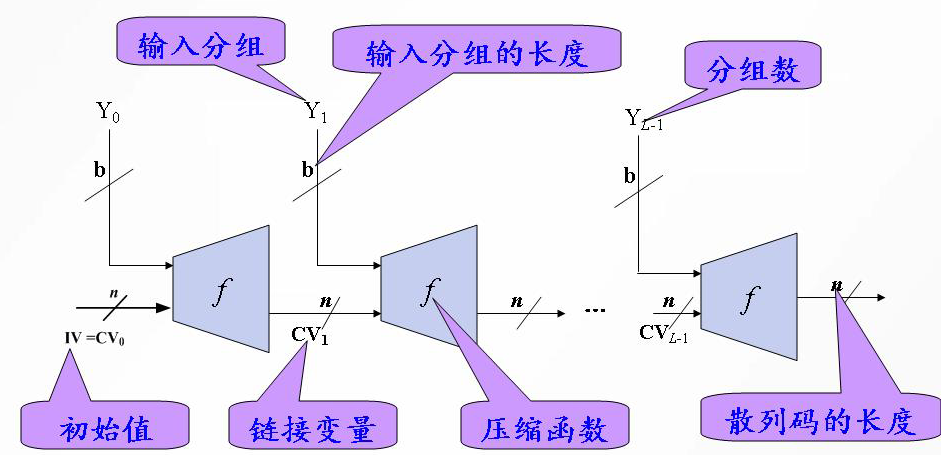 输入分组
输入分组的长度
分组数
Y0
Y1
YL-1
b
b
b
f
f
f
n
n
n
n
n
...
IV =CV0
CV1
CVL-1
初始值
链接变量
压缩函数
散列码的长度